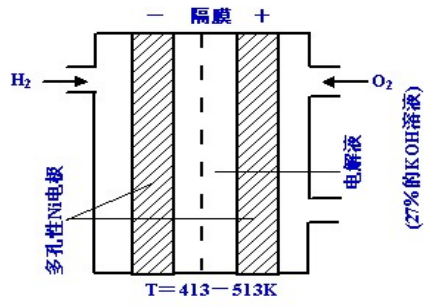 － 隔膜 ＋
H₂
O₂
多孔性Ni电极
电解液
(27%的KOH溶液)
T＝413－513K